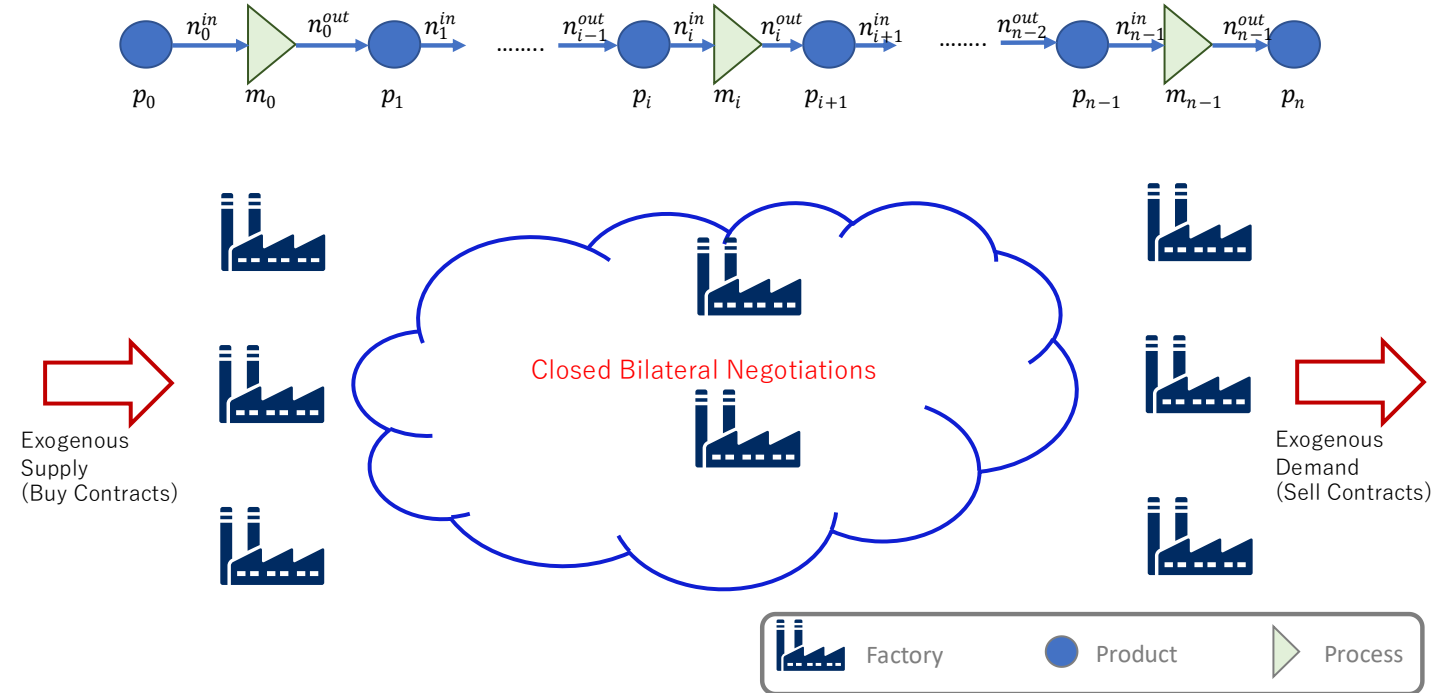 n_0^{in} n_0^{out} n_1^{in} ........ n_{i-1}^{out} n_i^{in} n_i^{out} n_{i+1}^{in} ........ n_{n-2}^{out} n_{n-1}^{in} n_{n-1}^{out}
p_0 m_0 p_1 p_i m_i p_{i+1} p_{n-1} m_{n-1} p_n
Closed Bilateral Negotiations
Exogenous
Supply
(Buy Contracts)
Exogenous
Demand
(Sell Contracts)
Factory Product Process